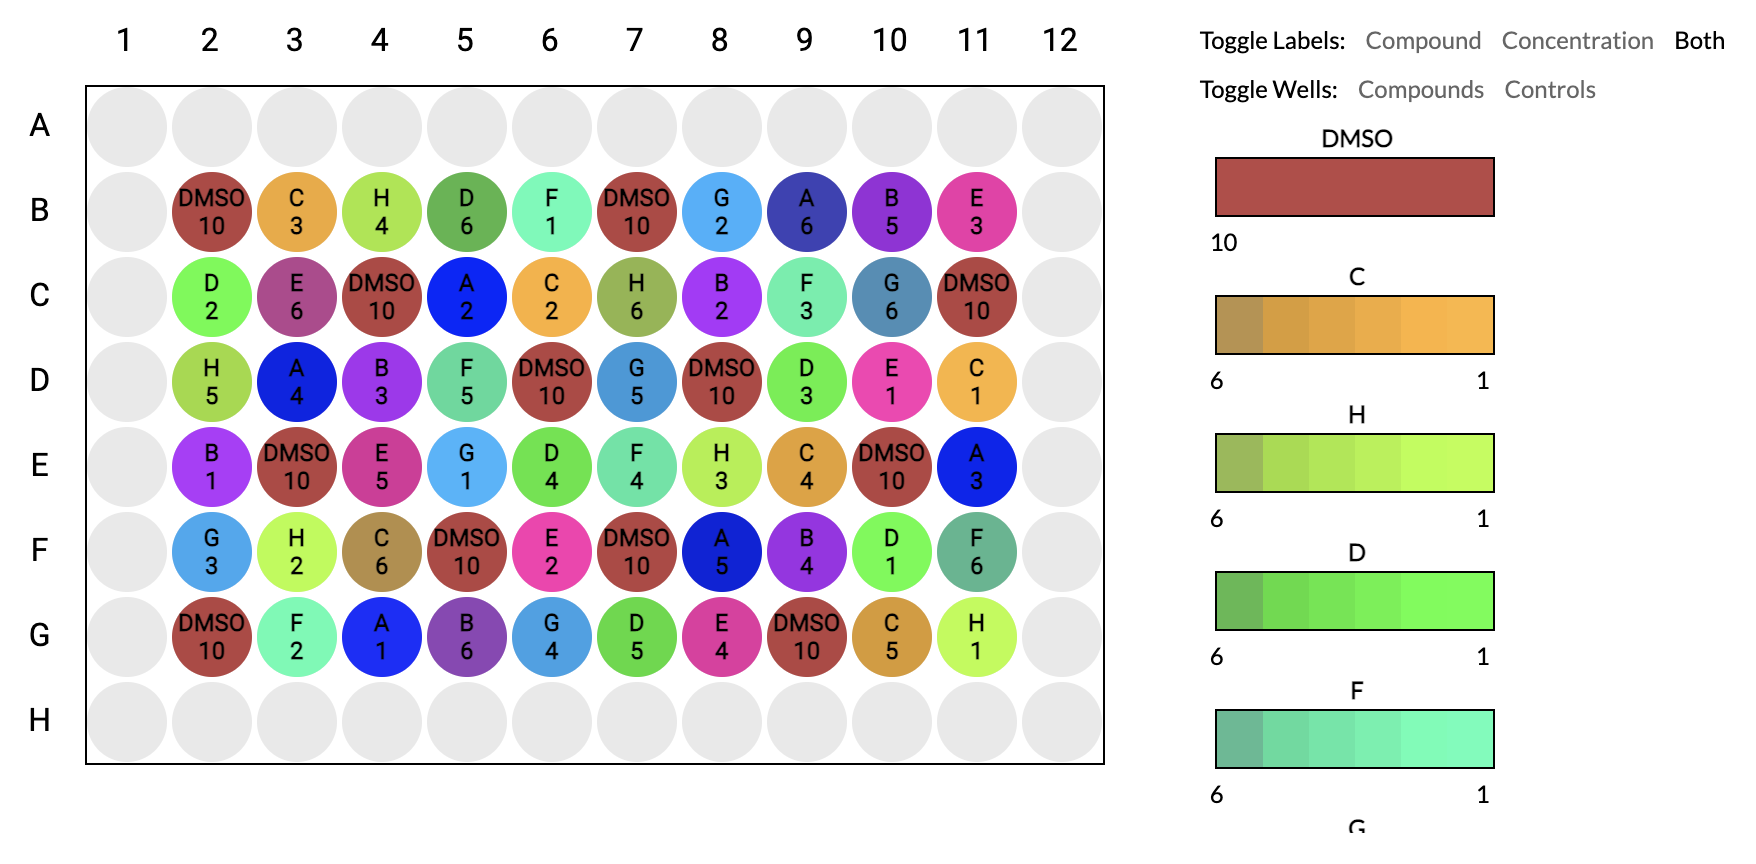 1 2 3 4 5 6 7 8 9 10 11 12
A
B
DMSO C H D F DMSO G A B E
10 3 4 6 1 10 2 6 5 3
C
D E DMSO A C H B F G DMSO
2 6 10 2 2 6 2 3 6 10
D
H A B F DMSO G DMSO D E C
5 4 3 5 10 5 10 3 1 1
E
B DMSO E G D F H C DMSO A
1 10 5 1 4 4 3 4 10 3
F
G H C DMSO E DMSO A B D F
3 2 6 10 2 10 5 4 1 6
G
DMSO F A B G D E DMSO C H
10 2 1 6 4 5 4 10 5 1
H
Toggle Labels: Compound Concentration Both
Toggle Wells: Compounds Controls
DMSO
10
C
6 1
H
6 1
D
6 1
F
6 1
G